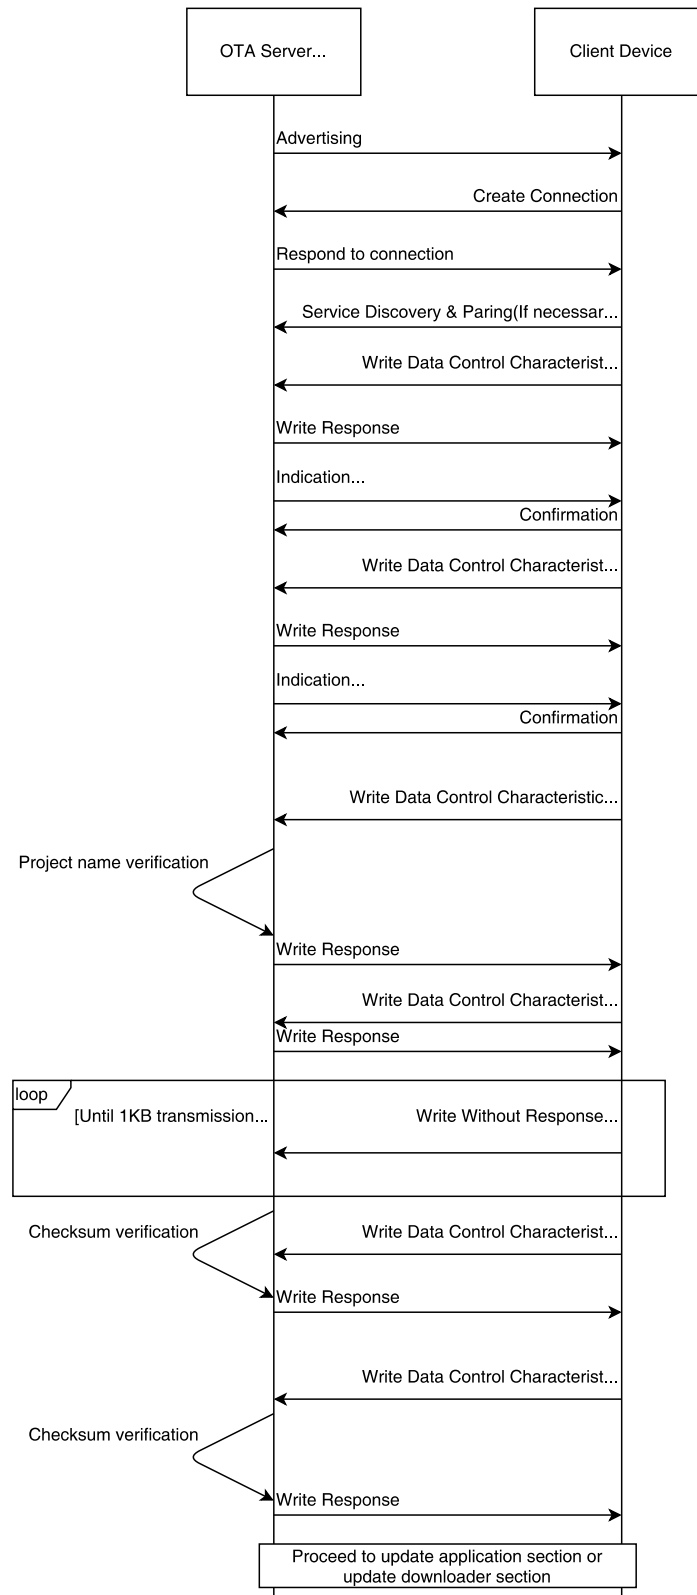 OTA Server...
Client Device
Advertising
Create Connection
Respond to connection
Service Discovery & Paring(If necessar...
Write Data Control Characterist...
Write Response
Indication...
Confirmation
Write Data Control Characterist...
Write Response
Indication...
Confirmation
Write Data Control Characteristic...
Project name verification
Write Response
Write Data Control Characterist...
Write Response
loop
[Until 1KB transmission...
Write Without Response...
Checksum verification
Write Data Control Characterist...
Write Response
Write Data Control Characterist...
Checksum verification
Write Response
Proceed to update application section or
update downloader section